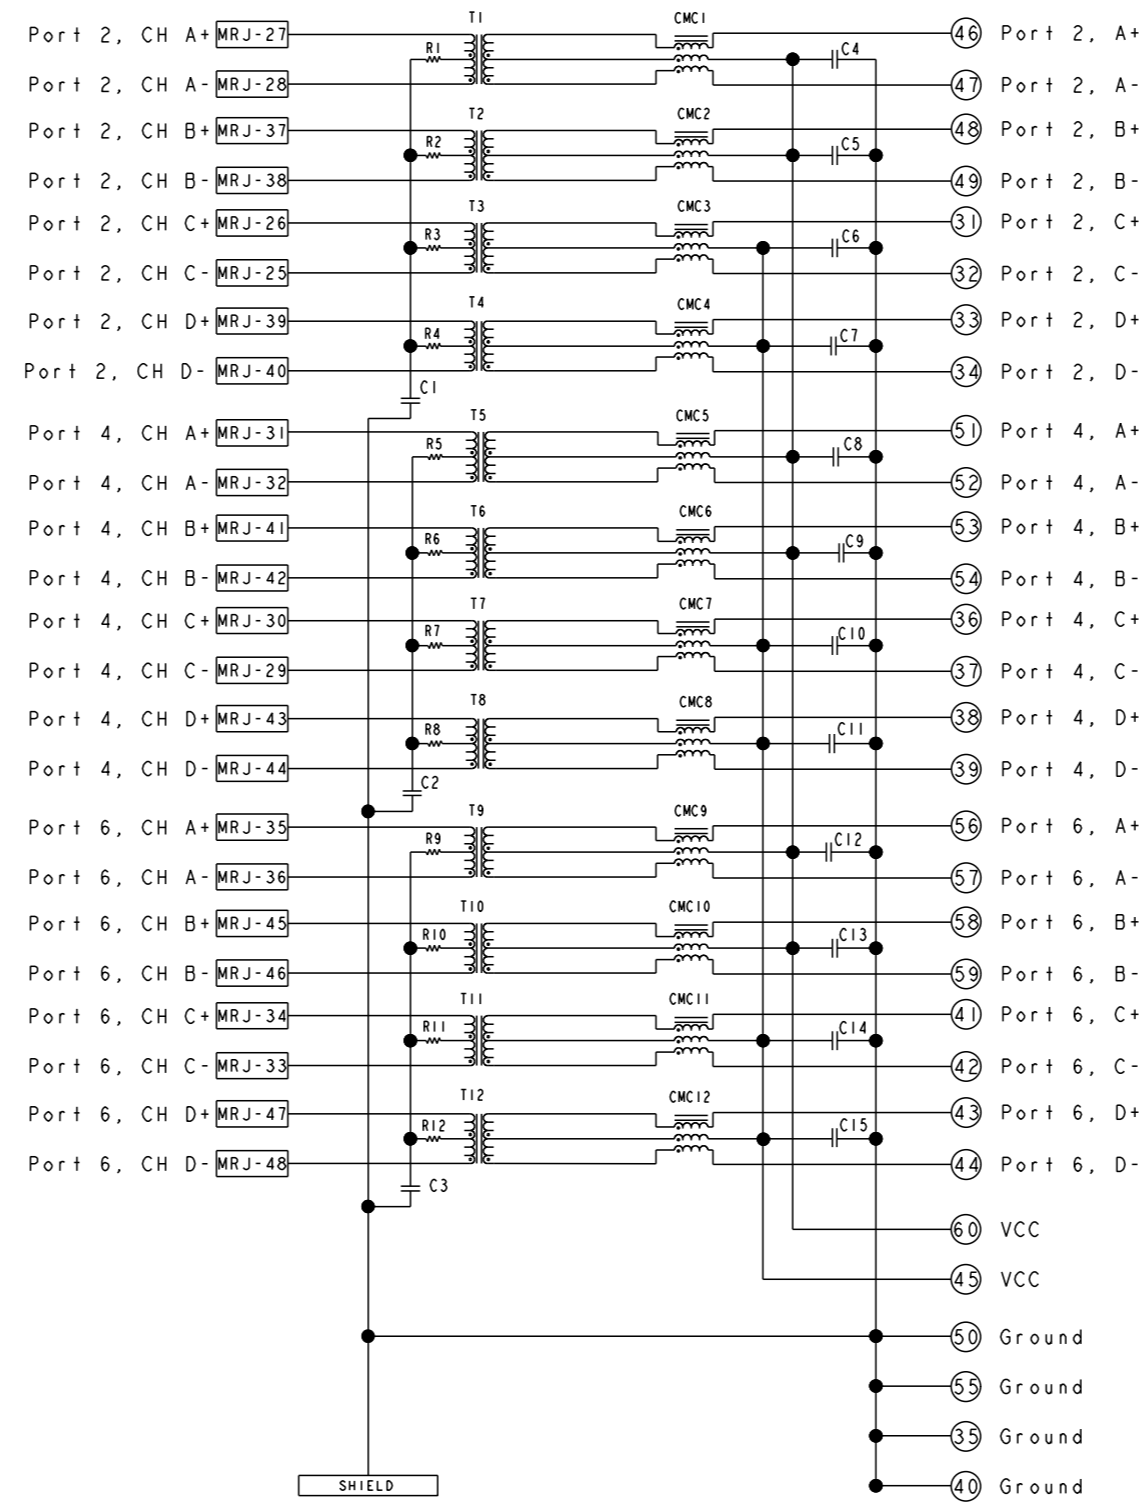 T1 CMC1
Port 2, CH A+ MRJ-27 46 Port 2, A+
R1 C4
Port 2, CH A- MRJ-28 47 Port 2, A-
T2 CMC2
Port 2, CH B+ MRJ-37 48 Port 2, B+
R2 C5
Port 2, CH B- MRJ-38 49 Port 2, B-
T3 CMC3
Port 2, CH C+ MRJ-26 31 Port 2, C+
R3 C6
Port 2, CH C- MRJ-25 32 Port 2, C-
T4 CMC4
Port 2, CH D+ MRJ-39 33 Port 2, D+
R4 C7
Port 2, CH D- MRJ-40 34 Port 2, D-
C1
T5 CMC5
Port 4, CH A+ MRJ-31 51 Port 4, A+
R5 C8
Port 4, CH A- MRJ-32 52 Port 4, A-
T6 CMC6
Port 4, CH B+ MRJ-41 53 Port 4, B+
R6 C9
Port 4, CH B- MRJ-42 54 Port 4, B-
T7 CMC7
Port 4, CH C+ MRJ-30 36 Port 4, C+
R7 C10
Port 4, CH C- MRJ-29 37 Port 4, C-
T8 CMC8
Port 4, CH D+ MRJ-43 38 Port 4, D+
R8 C11
Port 4, CH D- MRJ-44 39 Port 4, D-
C2
T9 CMC9
Port 6, CH A+ MRJ-35 56 Port 6, A+
R9 C12
Port 6, CH A- MRJ-36 57 Port 6, A-
T10 CMC10
Port 6, CH B+ MRJ-45 58 Port 6, B+
R10 C13
Port 6, CH B- MRJ-46 59 Port 6, B-
T11 CMC11
Port 6, CH C+ MRJ-34 41 Port 6, C+
R11 C14
Port 6, CH C- MRJ-33 42 Port 6, C-
T12 CMC12
Port 6, CH D+ MRJ-47 43 Port 6, D+
R12 C15
Port 6, CH D- MRJ-48 44 Port 6, D-
C3
60 VCC
45 VCC
50 Ground
55 Ground
35 Ground
SHIELD 40 Ground